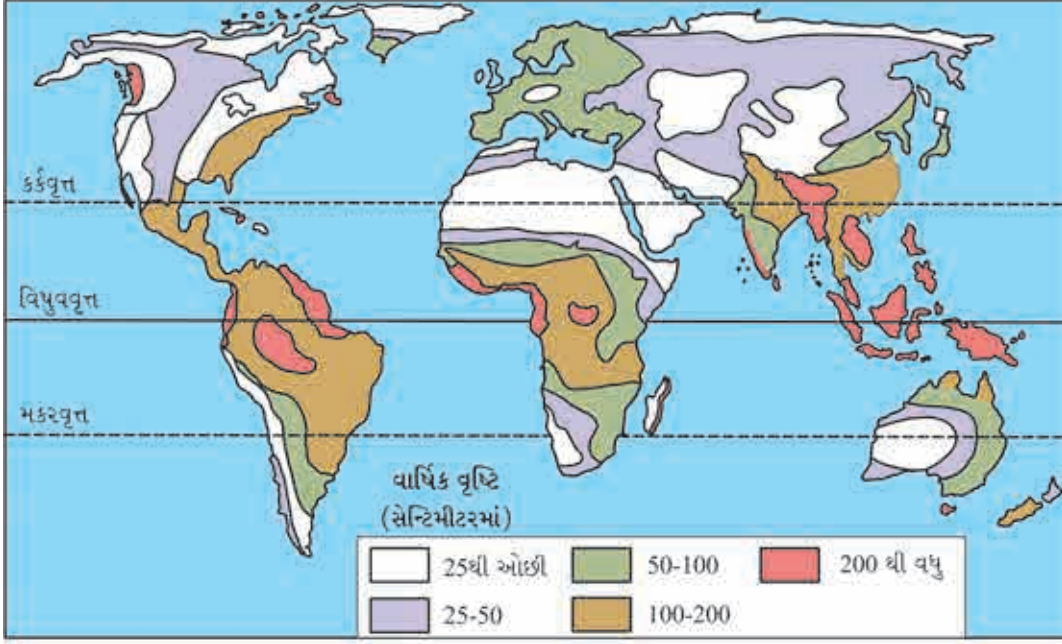 કર્કવૃત્ત
વિષુવવૃત્ત
મકરવૃત્ત
વાર્ષિક વૃષ્ટિ
(સેન્ટિમીટરમાં)
25થી ઓછી
50-100
200 થી વધુ
25-50
100-200